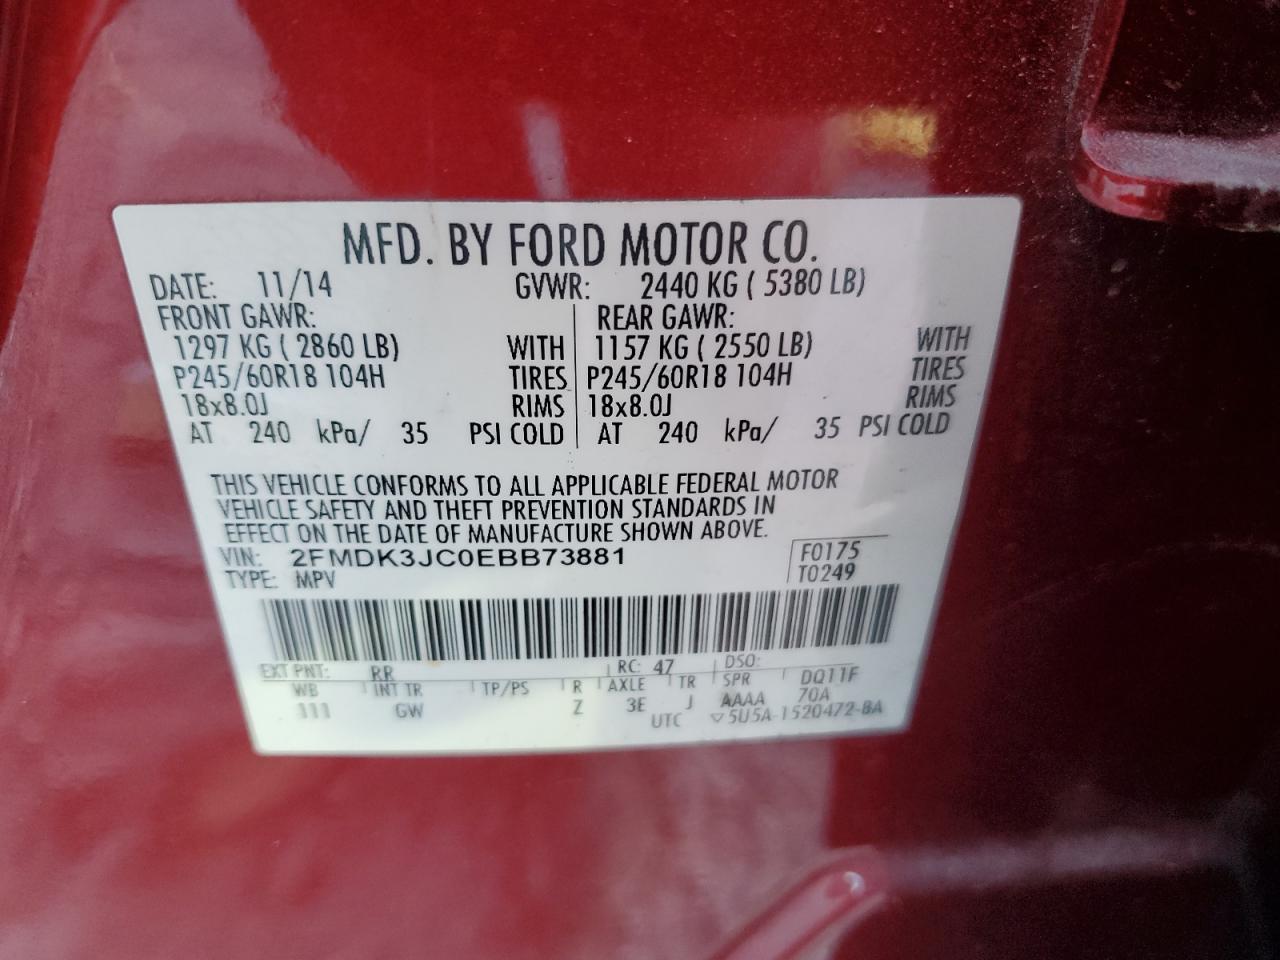 MFD. BY FORD MOTOR CO.
DATE: 11/14 GVWR: 2440 KG ( 5380 LB)
FRONT GAWR: REAR GAWR:
1297 KG ( 2860 LB) WITH 1157 KG ( 2550 LB) WITH
P245/60R18 104H TIRES P245/60R18 104H TIRES
18x8.0J RIMS 18x8.0J RIMS
AT 240 kPa/ 35 PSI COLD AT 240 kPa/ 35 PSI COLD
THIS VEHICLE CONFORMS TO ALL APPLICABLE FEDERAL MOTOR
VEHICLE SAFETY AND THEFT PREVENTION STANDARDS IN
EFFECT ON THE DATE OF MANUFACTURE SHOWN ABOVE.
VIN: 2FMDK3JC0EBB73881 F0175
TYPE: MPV T0249
EXT PNT: RR RC: 47 DSO:
WB INT TR TP/PS R AXLE TR SPR DQ11F
111 GW Z 3E J AAAA 70A
UTC ▽5U5A-1520472-BA